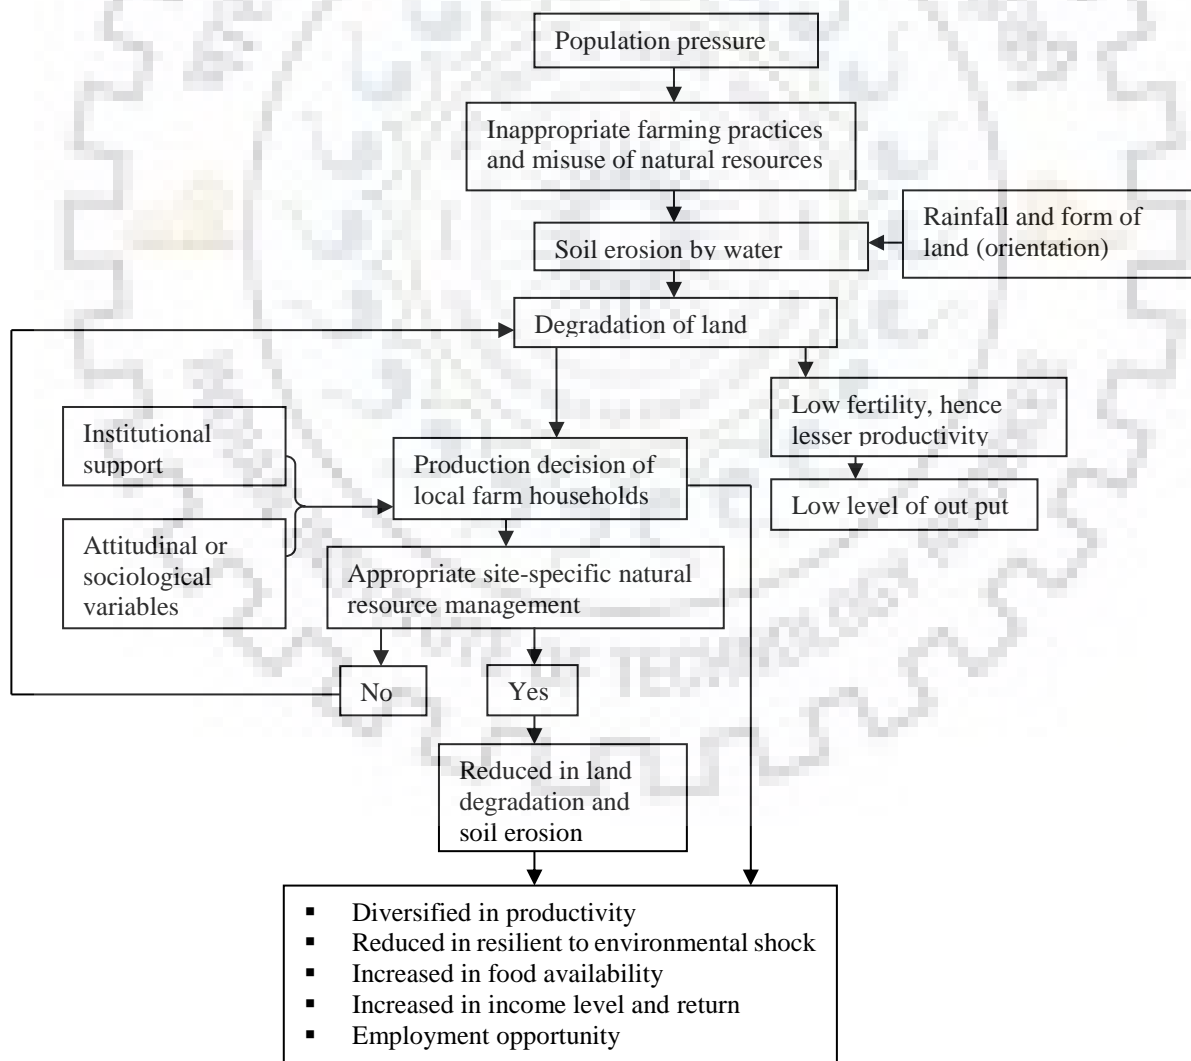 Population pressure
Inappropriate farming practices
and misuse of natural resources
Rainfall and form of
land (orientation)
Soil erosion by water
Degradation of land
Low fertility, hence
lesser productivity
Institutional
support
Production decision of
local farm households
Low level of out put
Attitudinal or
sociological
variables
Appropriate site-specific natural
resource management
No
Yes
Reduced in land
degradation and
soil erosion
▪ Diversified in productivity
▪ Reduced in resilient to environmental shock
▪ Increased in food availability
▪ Increased in income level and return
▪ Employment opportunity